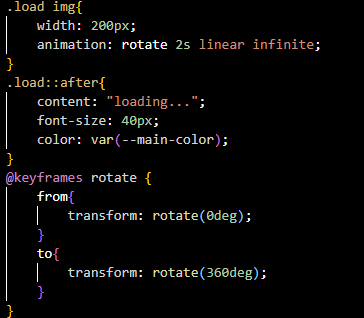 .load img{
    width: 200px;
    animation: rotate 2s linear infinite;
}
.load::after{
    content: "loading...";
    font-size: 40px;
    color: var(--main-color);
}
@keyframes rotate {
    from{
        transform: rotate(0deg);
    }
    to{
        transform: rotate(360deg);
    }
}